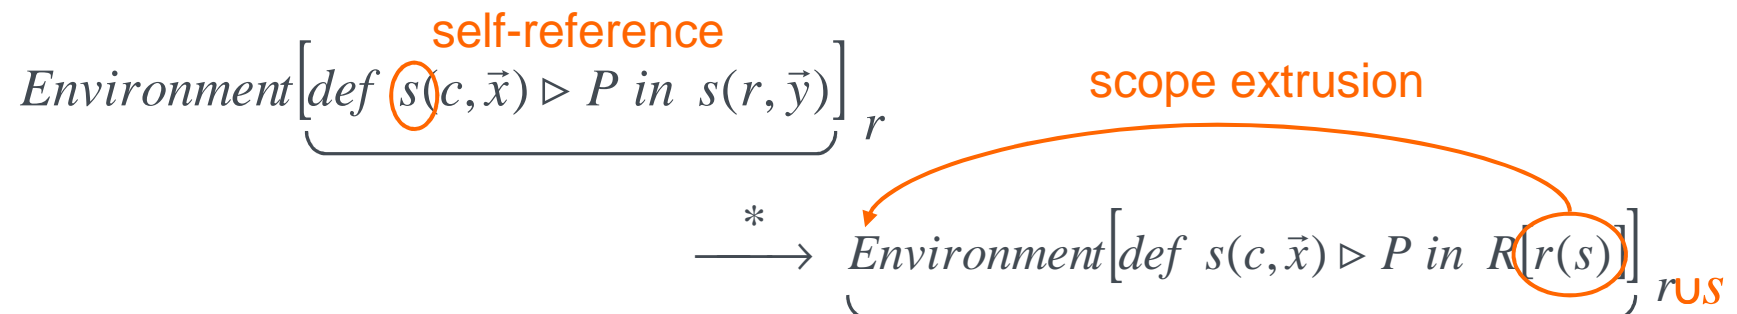 self-reference
Environment[def s(c, x⃗) ▷ P in s(r, y⃗)] r
scope extrusion
* ⟶ Environment[def s(c, x⃗) ▷ P in R[r(s)]] r∪s